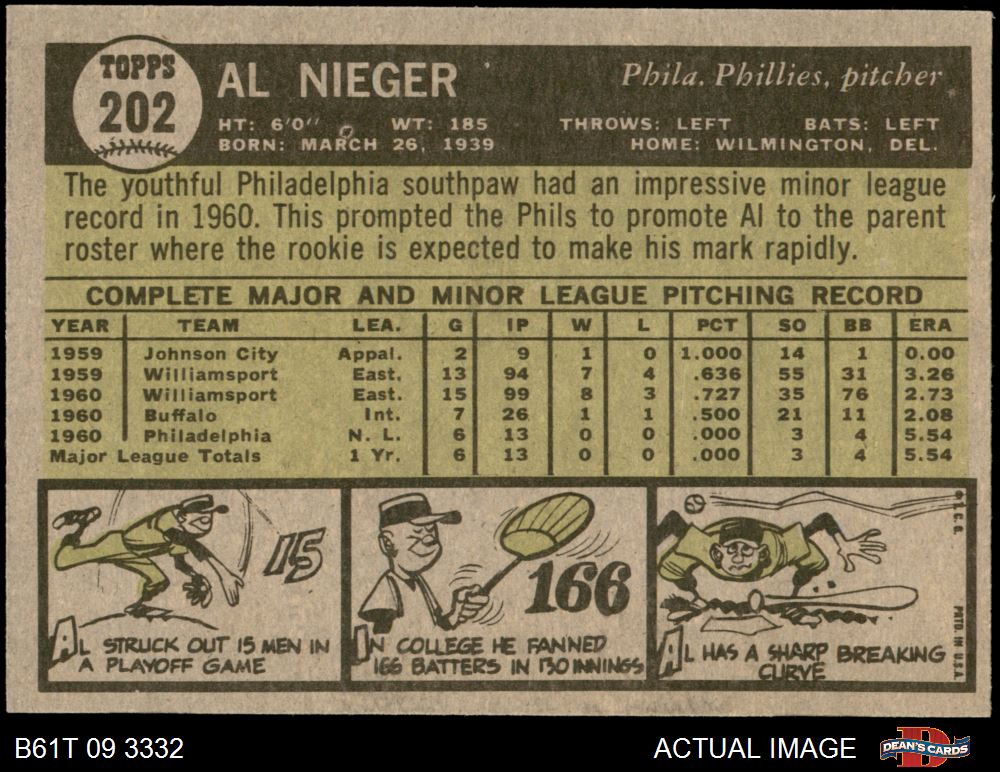 TOPPS
202
AL NIEGER
Phila. Phillies, pitcher
HT: 6'0" WT: 185 THROWS: LEFT BATS: LEFT
BORN: MARCH 26, 1939 HOME: WILMINGTON, DEL.
The youthful Philadelphia southpaw had an impressive minor league
record in 1960. This prompted the Phils to promote Al to the parent
roster where the rookie is expected to make his mark rapidly.
COMPLETE MAJOR AND MINOR LEAGUE PITCHING RECORD
YEAR TEAM LEA. G IP W L PCT SO BB ERA
1959 Johnson City Appal. 2 9 1 0 1.000 14 1 0.00
1959 Williamsport East. 13 94 7 4 .636 55 31 3.26
1960 Williamsport East. 15 99 8 3 .727 35 76 2.73
1960 Buffalo Int. 7 26 1 1 .500 21 11 2.08
1960 Philadelphia N. L. 6 13 0 0 .000 3 4 5.54
Major League Totals 1 Yr. 6 13 0 0 .000 3 4 5.54
15
AL STRUCK OUT 15 MEN IN
A PLAYOFF GAME
166
IN COLLEGE HE FANNED
166 BATTERS IN 130 INNINGS
AL HAS A SHARP BREAKING
CURVE
© T.C.G.
PRTD. IN U.S.A.
B61T 09 3332
ACTUAL IMAGE
D
DEAN'S CARDS